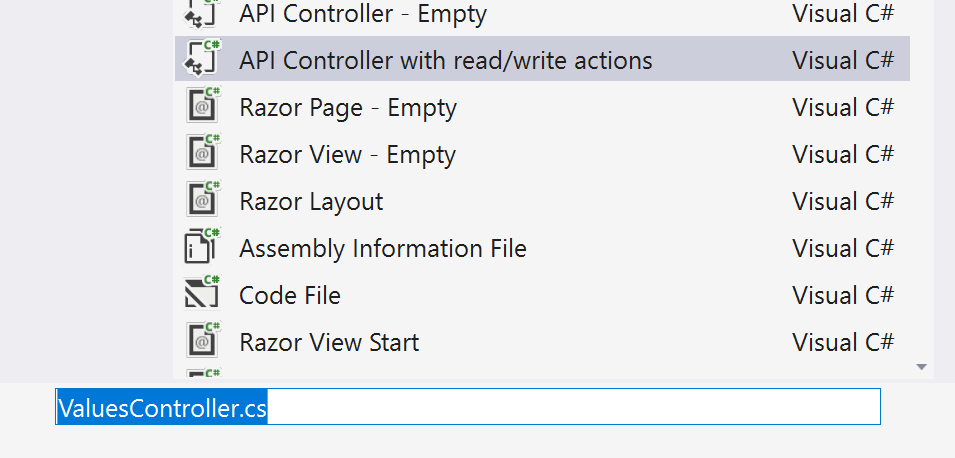 API Controller - Empty Visual C#
C# API Controller with read/write actions Visual C#
C# Razor Page - Empty Visual C#
C# Razor View - Empty Visual C#
C# Razor Layout Visual C#
C# Assembly Information File Visual C#
C# Code File Visual C#
C# Razor View Start Visual C#
C#
ValuesController.cs